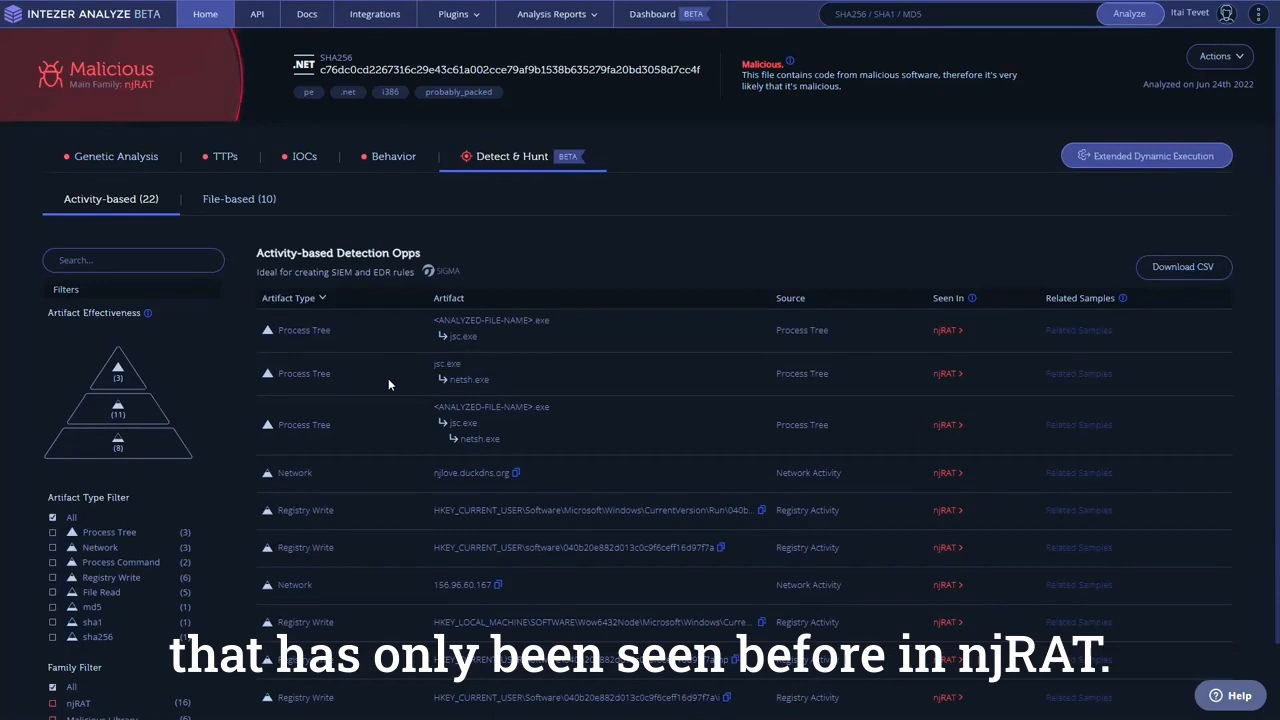 INTEZER ANALYZE BETA
Home
API
Docs
Integrations
Plugins
Analysis Reports
Dashboard BETA
SHA256 / SHA1 / MD5
Analyze
Itai Tevet
Malicious
Main Family: njRAT
.NET
SHA256
c76dc0cd2267316c29e43c61a002cce79af9b1538b635279fa20bd3058d7cc4f
pe
.net
i386
probably_packed
Malicious.
This file contains code from malicious software, therefore it's very
likely that it's malicious.
Actions
Analyzed on Jun 24th 2022
Genetic Analysis
TTPs
IOCs
Behavior
Detect & Hunt BETA
Extended Dynamic Execution
Activity-based (22)
File-based (10)
Search...
Filters
Artifact Effectiveness
(3)
(11)
(8)
Artifact Type Filter
All
Process Tree (3)
Network (3)
Process Command (2)
Registry Write (6)
File Read (5)
md5 (1)
sha1 (1)
sha256
Family Filter
All
njRAT (16)
Activity-based Detection Opps
Ideal for creating SIEM and EDR rules SIGMA
Download CSV
Artifact Type Artifact Source Seen In Related Samples
Process Tree <ANALYZED-FILE-NAME>.exe Process Tree njRAT > Related Samples
jsc.exe
Process Tree jsc.exe Process Tree njRAT > Related Samples
netsh.exe
Process Tree <ANALYZED-FILE-NAME>.exe Process Tree njRAT > Related Samples
jsc.exe
netsh.exe
Network njlove.duckdns.org Network Activity njRAT > Related Samples
Registry Write HKEY_CURRENT_USER\Software\Microsoft\Windows\CurrentVersion\Run\040b... Registry Activity njRAT > Related Samples
Registry Write HKEY_CURRENT_USER\software\040b20e882d013c0c9f6ceff16d97f7a Registry Activity njRAT > Related Samples
Network 156.96.60.167 Network Activity njRAT > Related Samples
Registry Write HKEY_LOCAL_MACHINE\SOFTWARE\Wow6432Node\Microsoft\Windows\Curre... Registry Activity njRAT > Related Samples
Registry Write HKEY_CURRENT_USER\Software\040b20e882d013c0c9f6ceff16d97f7a\i Registry Activity njRAT > Related Samples
that has only been seen before in njRAT.
Help